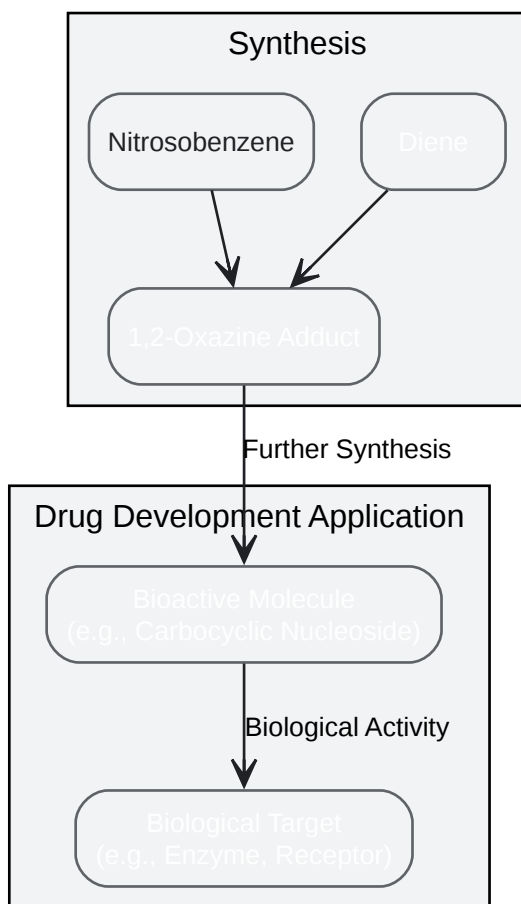 Synthesis
Nitrosobenzene
Diene
1,2-Oxazine Adduct
Further Synthesis
Drug Development Application
Bioactive Molecule
(e.g., Carbocyclic Nucleoside)
Biological Activity
Biological Target
(e.g., Enzyme, Receptor)